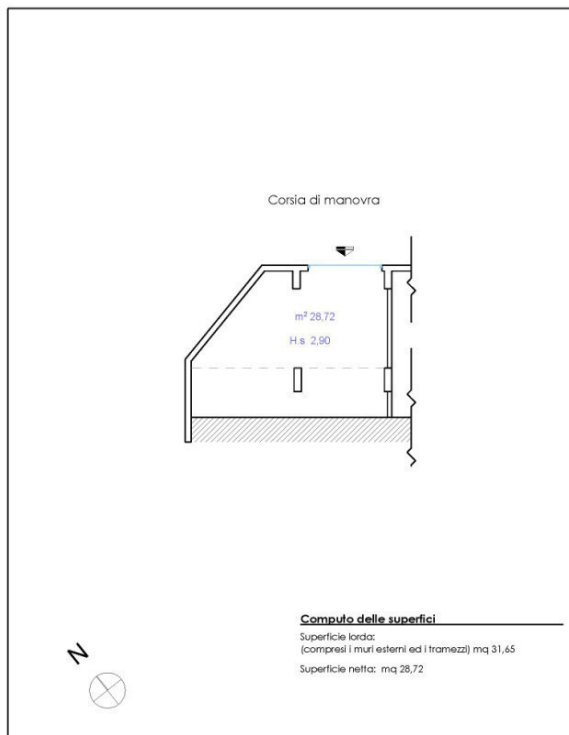 Corsia di manovra
m² 28,72
H.s 2,90
Computo delle superfici
Superficie lorda:
(compresi i muri esterni ed i tramezzi) mq 31,65
Superficie netta: mq 28,72
N